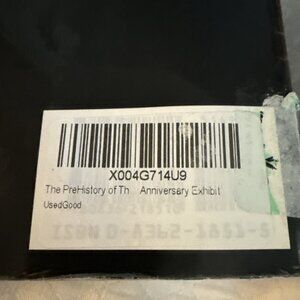 X004G714U9
The PreHistory of Th... Anniversary Exhibit
UsedGood